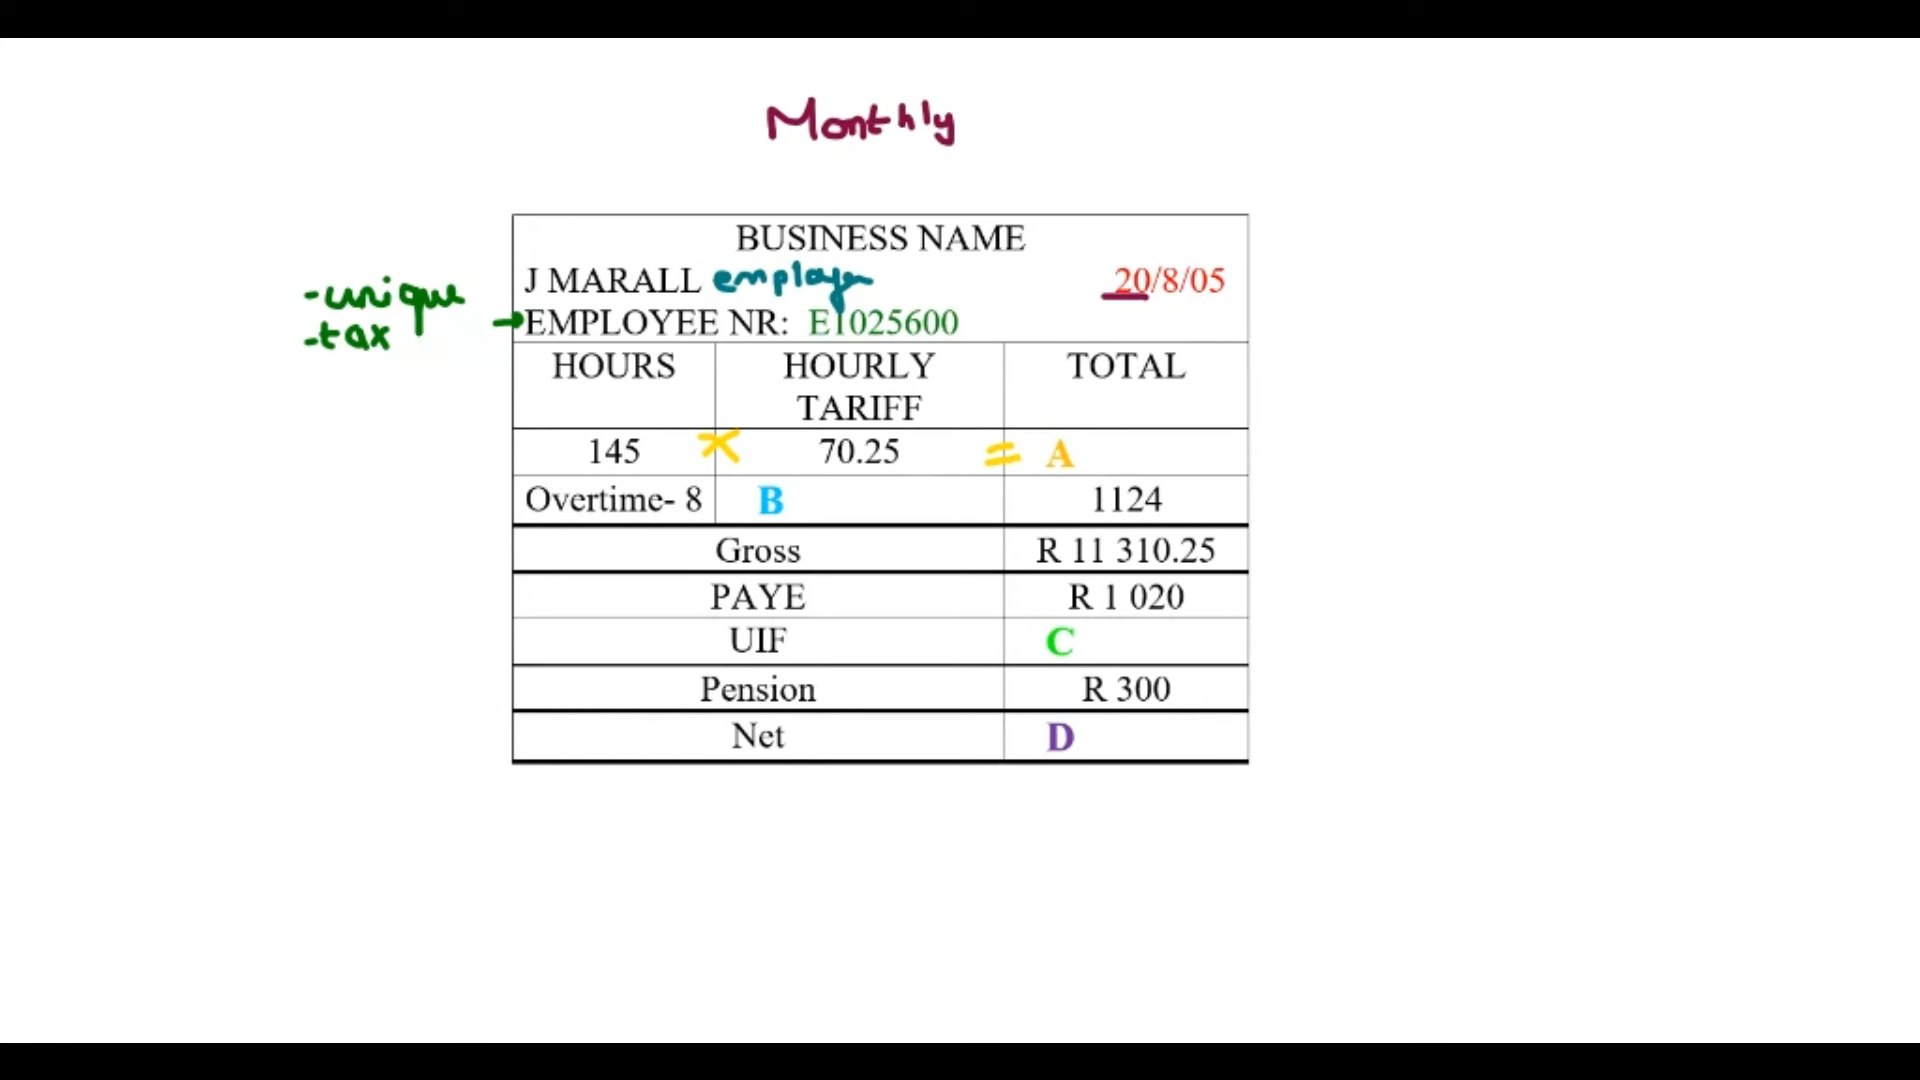 Monthly
BUSINESS NAME
J MARALL employer 20/8/05
-unique
-tax
EMPLOYEE NR: E1025600
HOURS HOURLY TARIFF TOTAL
145 × 70.25 = A
Overtime- 8 B 1124
Gross R 11 310.25
PAYE R 1 020
UIF C
Pension R 300
Net D